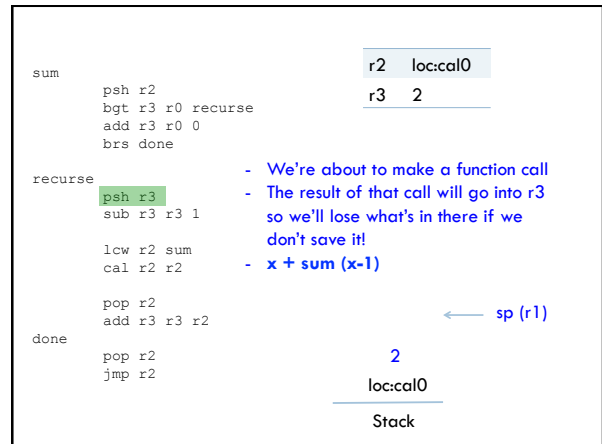 sum
psh r2
bgt r3 r0 recurse
add r3 r0 0
brs done
recurse
psh r3
sub r3 r3 1
lcw r2 sum
cal r2 r2
pop r2
add r3 r3 r2
done
pop r2
jmp r2
r2 loc:cal0
r3 2
- We're about to make a function call
- The result of that call will go into r3
so we'll lose what's in there if we
don't save it!
- x + sum (x-1)
sp (r1)
2
loc:cal0
Stack